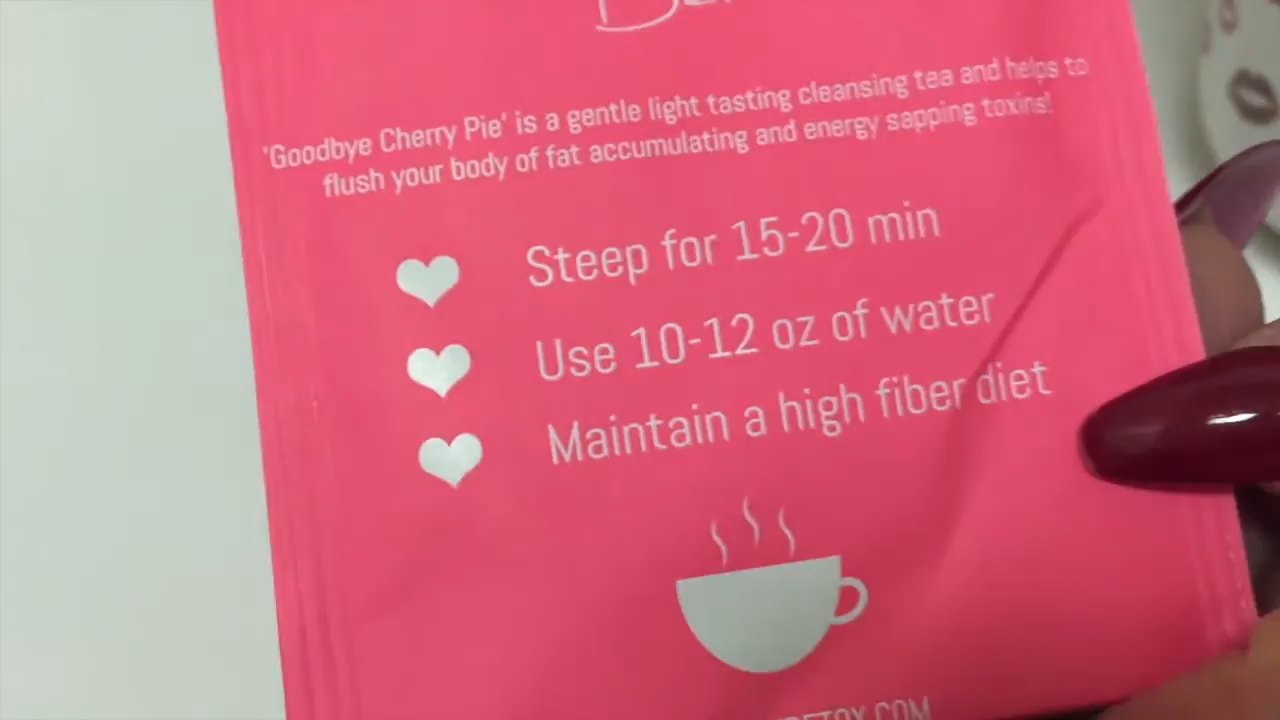 'Goodbye Cherry Pie' is a gentle light tasting cleansing tea and helps to
flush your body of fat accumulating and energy sapping toxins!
Steep for 15-20 min
Use 10-12 oz of water
Maintain a high fiber diet